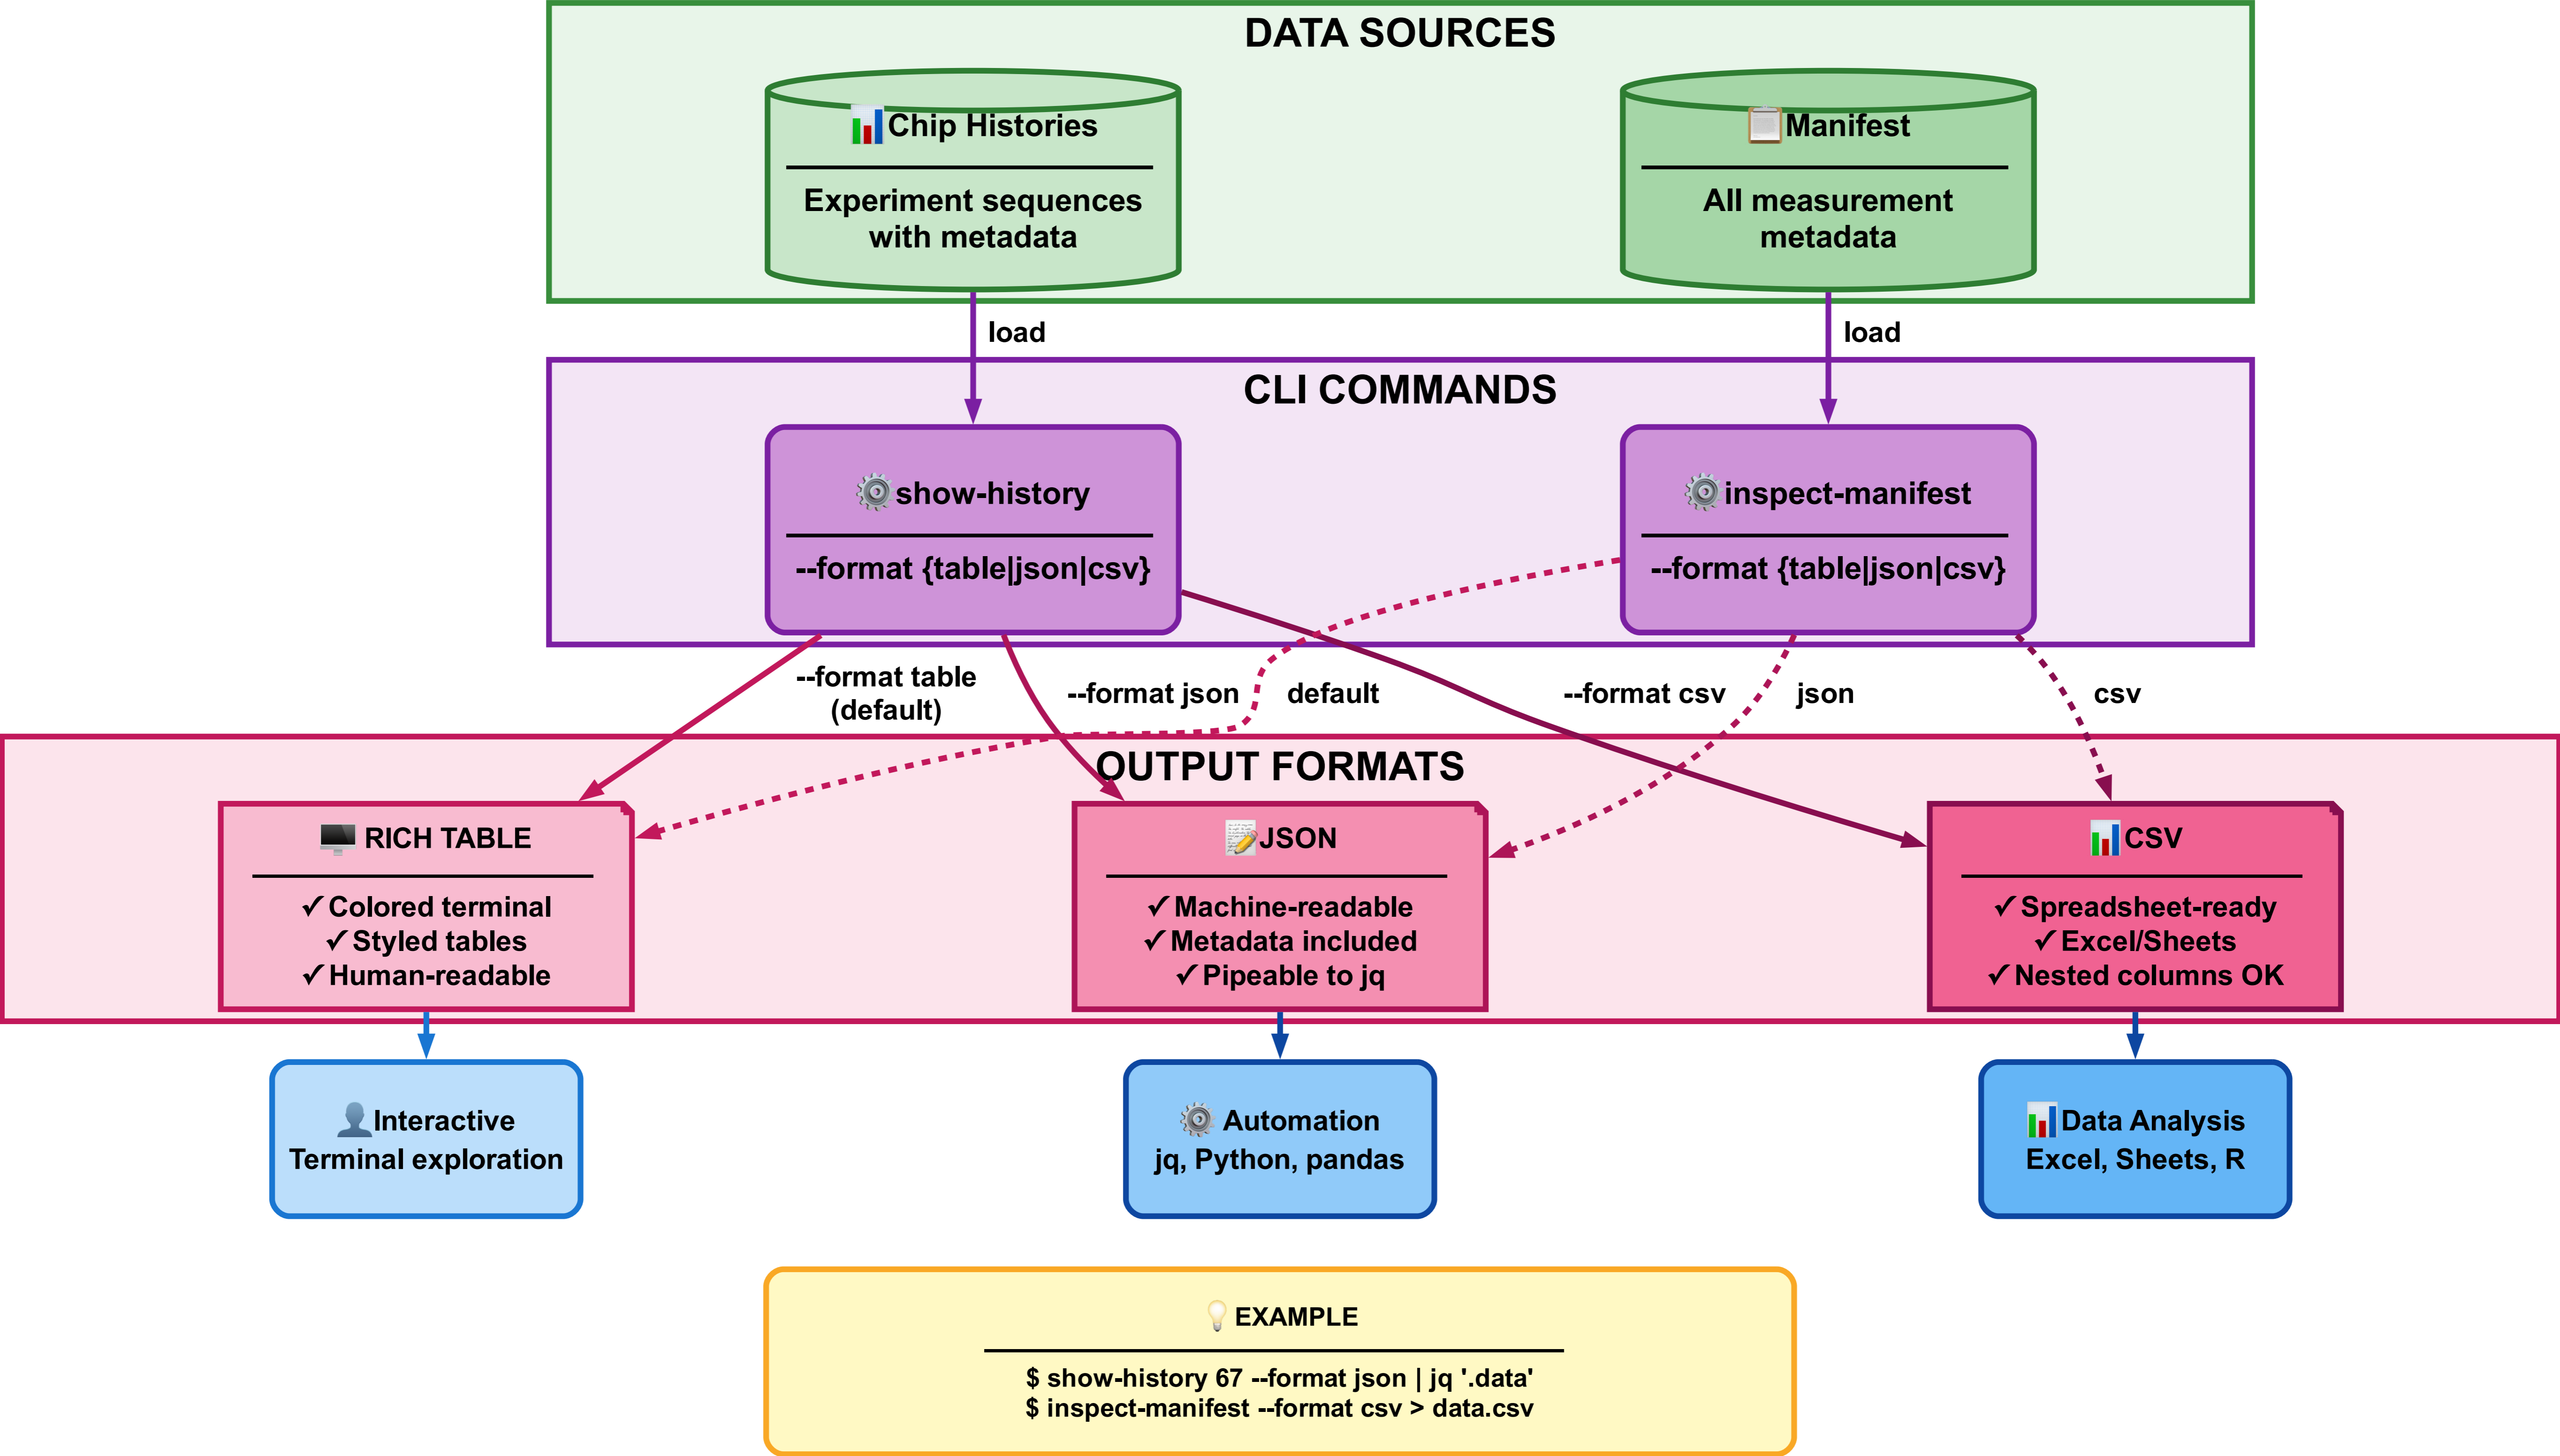 DATA SOURCES
Chip Histories
Experiment sequences
with metadata
Manifest
All measurement
metadata
load
load
CLI COMMANDS
show-history
--format {table|json|csv}
inspect-manifest
--format {table|json|csv}
--format table
(default)
--format json
default
--format csv
json
csv
OUTPUT FORMATS
RICH TABLE
✓ Colored terminal
✓ Styled tables
✓ Human-readable
JSON
✓ Machine-readable
✓ Metadata included
✓ Pipeable to jq
CSV
✓ Spreadsheet-ready
✓ Excel/Sheets
✓ Nested columns OK
Interactive
Terminal exploration
Automation
jq, Python, pandas
Data Analysis
Excel, Sheets, R
EXAMPLE
$ show-history 67 --format json | jq '.data'
$ inspect-manifest --format csv > data.csv